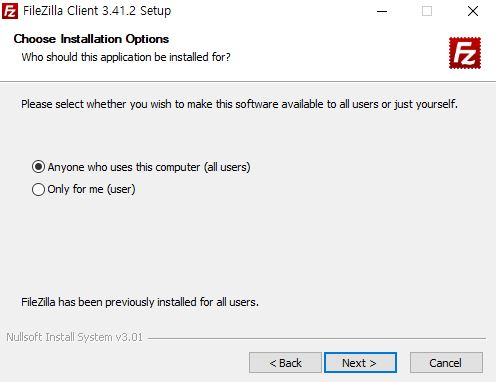 FileZilla Client 3.41.2 Setup
Choose Installation Options
Who should this application be installed for?
Fz
Please select whether you wish to make this software available to all users or just yourself.
Anyone who uses this computer (all users)
Only for me (user)
FileZilla has been previously installed for all users.
Nullsoft Install System v3.01
< Back
Next >
Cancel